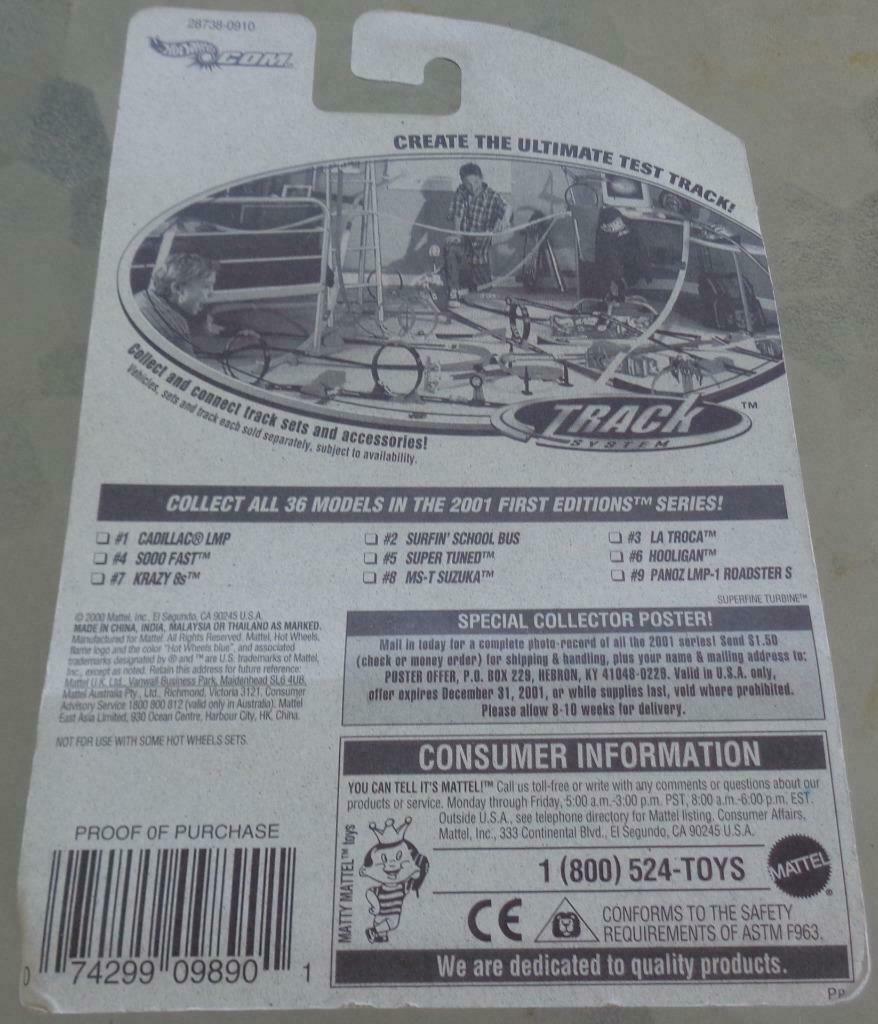 28738-0910
HOT WHEELS .COM™
CREATE THE ULTIMATE TEST TRACK!
Collect and connect track sets and accessories!
Vehicles, sets and track each sold separately, subject to availability.
TRACK™
SYSTEM
COLLECT ALL 36 MODELS IN THE 2001 FIRST EDITIONS™ SERIES!
❏ #1 CADILLAC® LMP ❏ #2 SURFIN' SCHOOL BUS ❏ #3 LA TROCA™
❏ #4 SOOO FAST™ ❏ #5 SUPER TUNED™ ❏ #6 HOOLIGAN™
❏ #7 KRAZY 8s™ ❏ #8 MS-T SUZUKA™ ❏ #9 PANOZ LMP-1 ROADSTER S
SUPERFINE TURBINE™
© 2000 Mattel, Inc., El Segundo, CA 90245 U.S.A.
MADE IN CHINA, INDIA, MALAYSIA OR THAILAND AS MARKED.
Manufactured for Mattel. All Rights Reserved. Mattel, Hot Wheels,
flame logo and the color "Hot Wheels blue", and associated
trademarks designated by ® and ™ are U.S. trademarks of Mattel,
Inc., except as noted. Retain this address for future reference:
Mattel U.K. Ltd., Vanwall Business Park, Maidenhead SL6 4UB.
Mattel Australia Pty., Ltd., Richmond, Victoria 3121. Consumer
Advisory Service 1800 800 812 (valid only in Australia). Mattel
East Asia Limited, 930 Ocean Centre, Harbour City, HK, China.
NOT FOR USE WITH SOME HOT WHEELS SETS.
SPECIAL COLLECTOR POSTER!
Mail in today for a complete photo-record of all the 2001 series! Send $1.50
(check or money order) for shipping & handling, plus your name & mailing address to:
POSTER OFFER, P.O. BOX 229, HEBRON, KY 41048-0229. Valid in U.S.A. only,
offer expires December 31, 2001, or while supplies last, void where prohibited.
Please allow 8-10 weeks for delivery.
CONSUMER INFORMATION
YOU CAN TELL IT'S MATTEL!™ Call us toll-free or write with any comments or questions about our
products or service. Monday through Friday, 5:00 a.m.-3:00 p.m. PST, 8:00 a.m.-6:00 p.m. EST.
Outside U.S.A., see telephone directory for Mattel listing. Consumer Affairs,
Mattel, Inc., 333 Continental Blvd., El Segundo, CA 90245 U.S.A.
MATTY MATTEL™ toys
1 (800) 524-TOYS
MATTEL®
CE
CONFORMS TO THE SAFETY
REQUIREMENTS OF ASTM F963.
We are dedicated to quality products.
PROOF OF PURCHASE
0 74299 09890 1
Pp